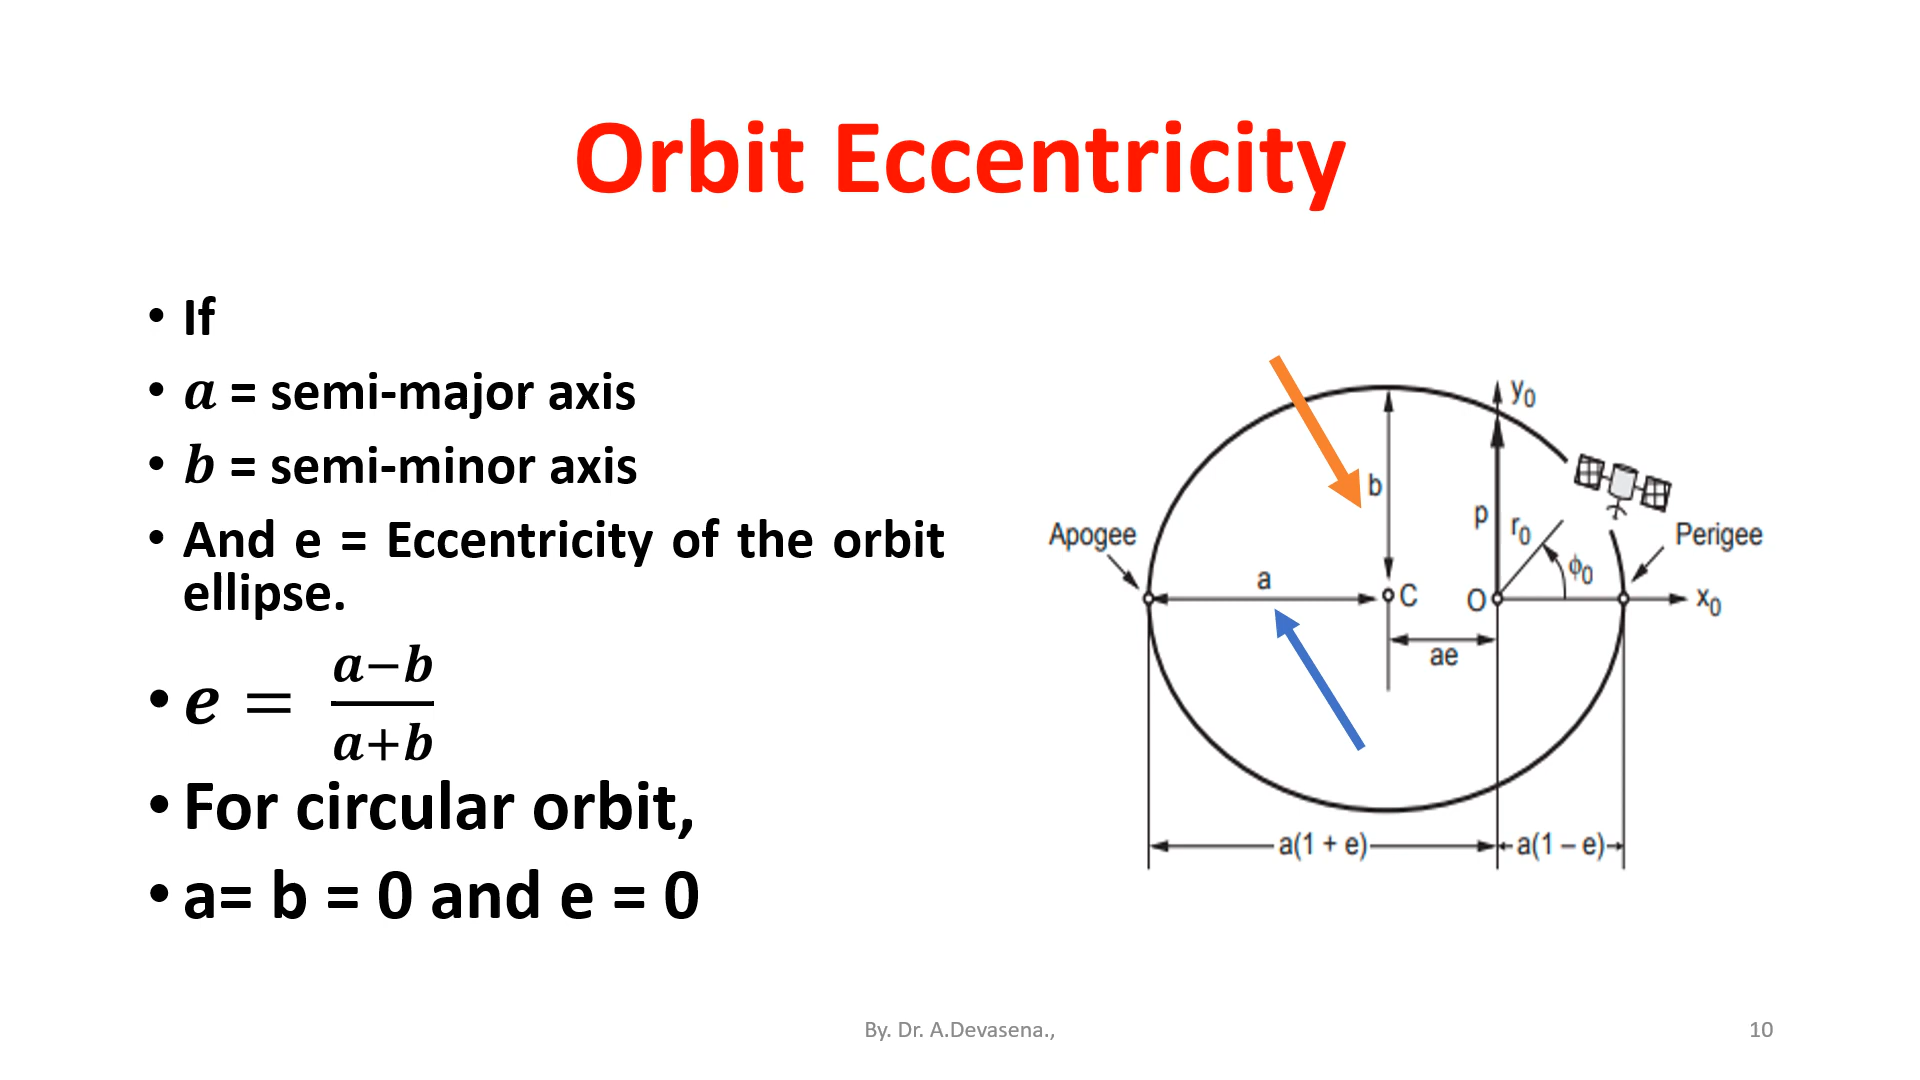 Orbit Eccentricity
• If
• a = semi-major axis
• b = semi-minor axis
• And e = Eccentricity of the orbit
ellipse.
• e = a−b / a+b
• For circular orbit,
• a= b = 0 and e = 0
y0
b
p
r0
ϕ0
Apogee
Perigee
a
C
O
x0
ae
a(1 + e)
a(1 – e)
By. Dr. A.Devasena.,
10